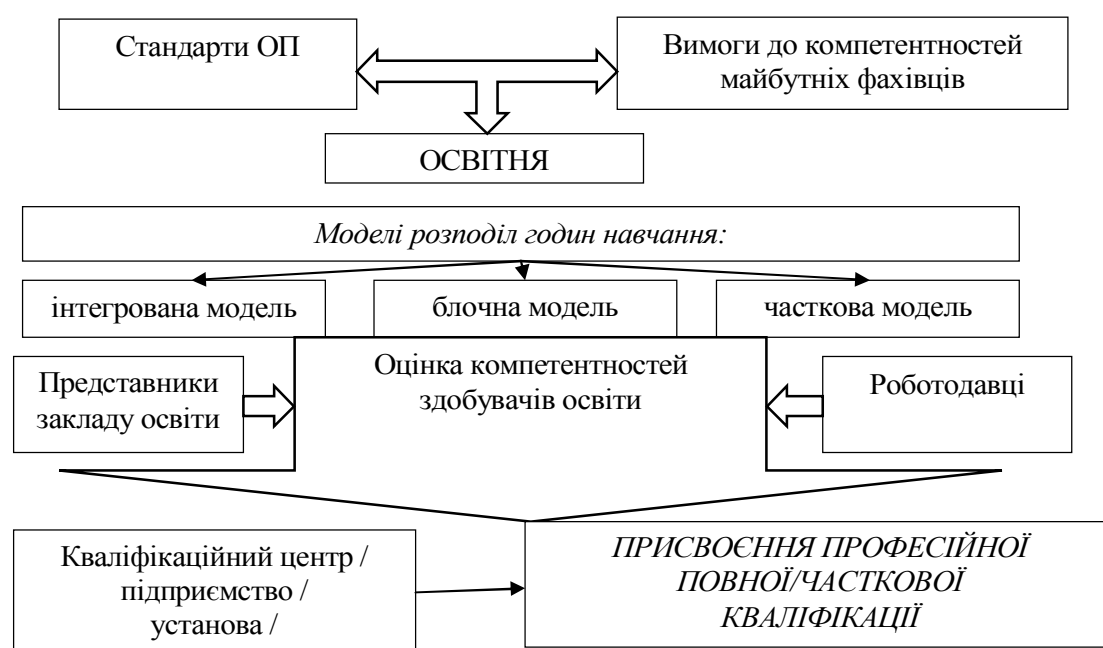 Стандарти ОП
Вимоги до компетентностей
майбутніх фахівців
ОСВІТНЯ
Моделі розподіл годин навчання:
інтегрована модель
блочна модель
часткова модель
Представники
закладу освіти
Оцінка компетентностей
здобувачів освіти
Роботодавці
Кваліфікаційний центр /
підприємство /
установа /
ПРИСВОЄННЯ ПРОФЕСІЙНОЇ
ПОВНОЇ/ЧАСТКОВОЇ
КВАЛІФІКАЦІЇ